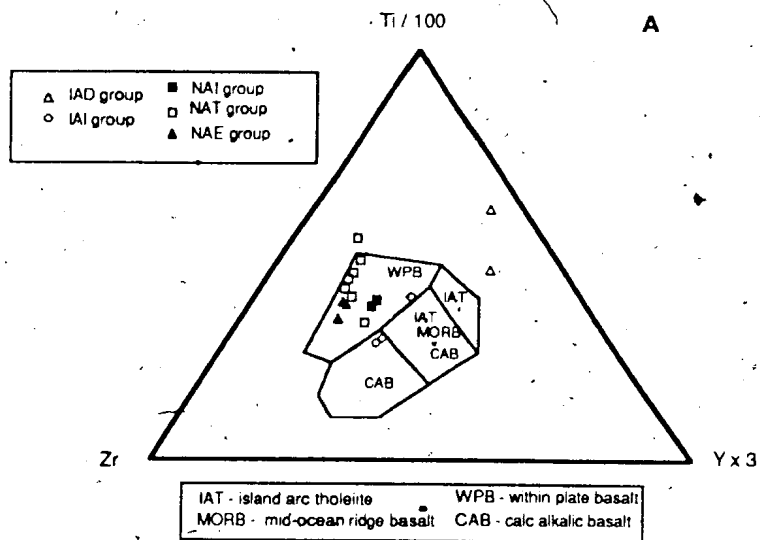 Ti / 100
A
IAD group
IAI group
NAI group
NAT group
NAE group
WPB
IAT
IAT
MORB
CAB
CAB
Zr
Y x 3
IAT - island arc tholeiite
WPB - within plate basalt
MORB - mid-ocean ridge basalt
CAB - calc alkalic basalt